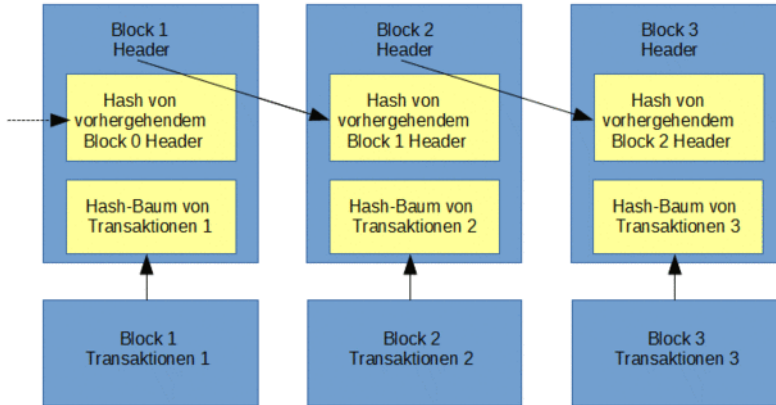 Block 1
Header
Hash von
vorhergehendem
Block 0 Header
Hash-Baum von
Transaktionen 1
Block 1
Transaktionen 1
Block 2
Header
Hash von
vorhergehendem
Block 1 Header
Hash-Baum von
Transaktionen 2
Block 2
Transaktionen 2
Block 3
Header
Hash von
vorhergehendem
Block 2 Header
Hash-Baum von
Transaktionen 3
Block 3
Transaktionen 3